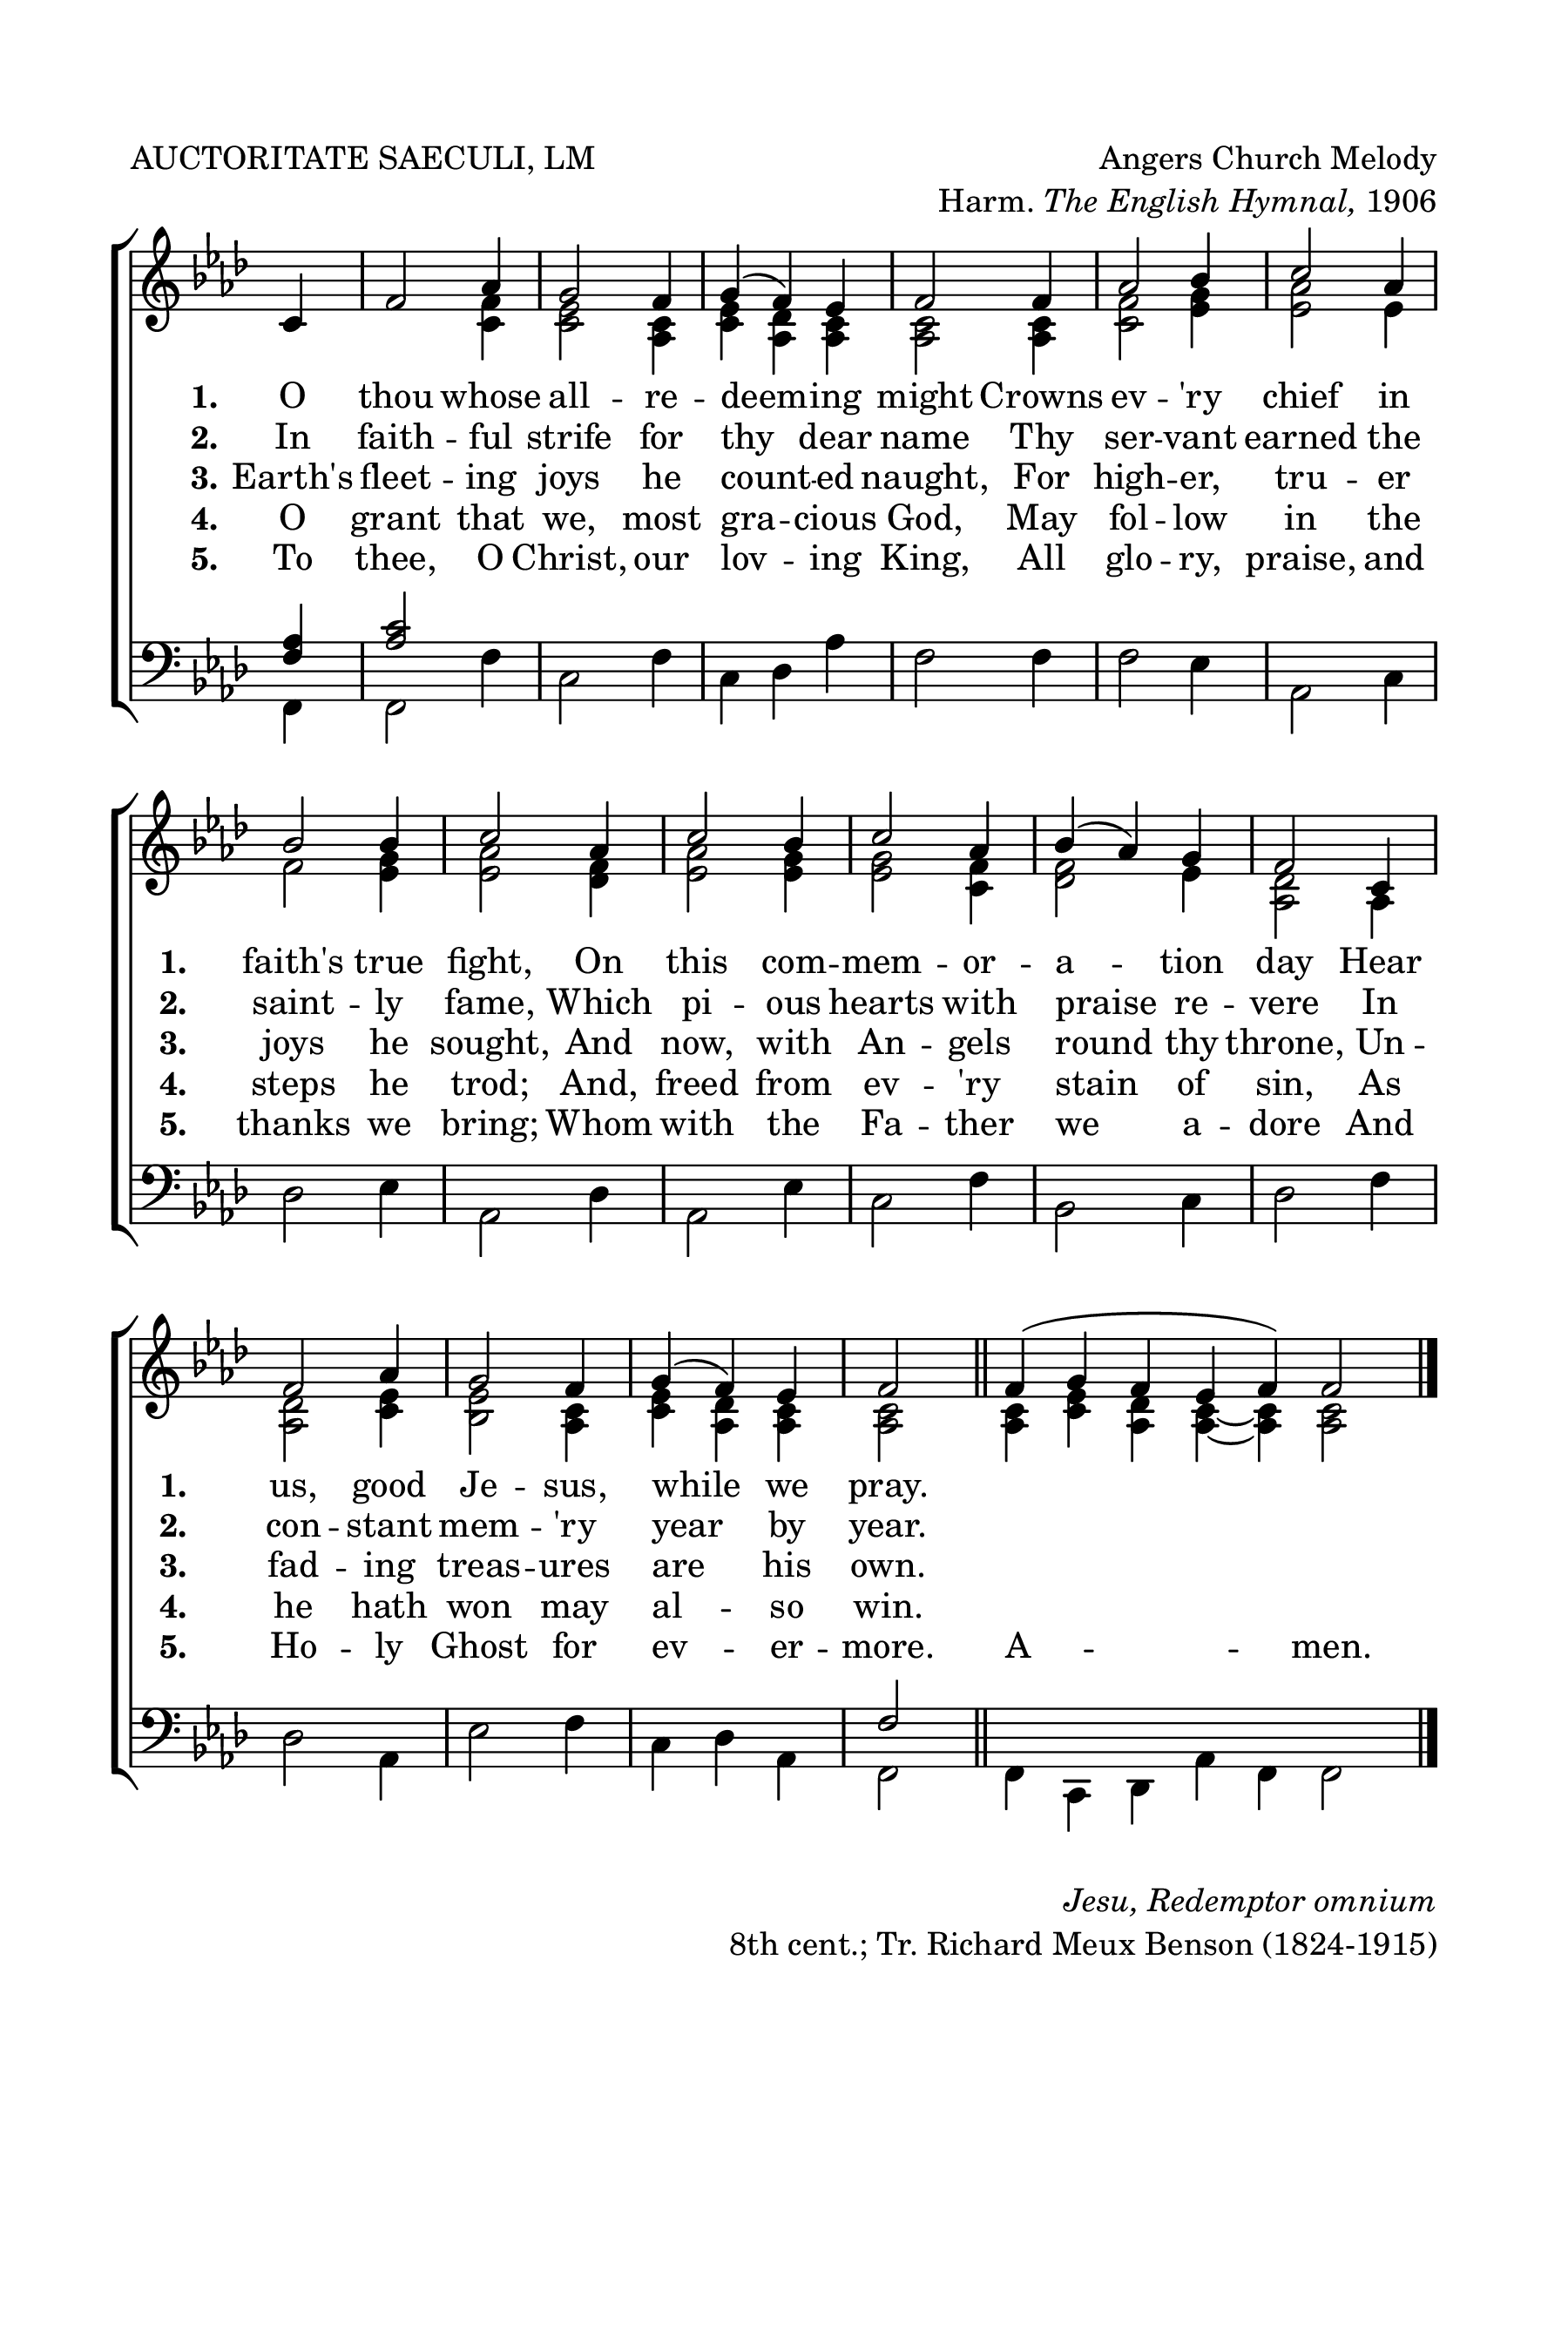 AUCTORITATE SAECULI, LM
Angers Church Melody
Harm. The English Hymnal, 1906
1. O thou whose all -- re -- deeming might Crowns ev -- 'ry chief in
2. In faith -- ful strife for thy dear name Thy ser -- vant earned the
3. Earth's fleet -- ing joys he count -- ed naught, For high -- er, tru -- er
4. O grant that we, most gra -- cious God, May fol -- low in the
5. To thee, O Christ, our lov -- ing King, All glo -- ry, praise, and
1. faith's true fight, On this com -- mem -- or -- a -- tion day Hear
2. saint -- ly fame, Which pi -- ous hearts with praise re -- vere In
3. joys he sought, And now, with An -- gels round thy throne, Un --
4. steps he trod; And, freed from ev -- 'ry stain of sin, As
5. thanks we bring; Whom with the Fa -- ther we a -- dore And
1. us, good Je -- sus, while we pray.
2. con -- stant mem -- 'ry year by year.
3. fad -- ing treas -- ures are his own.
4. he hath won may al -- so win.
5. Ho -- ly Ghost for ev -- er -- more. A -- -- -- men.
Jesu, Redemptor omnium
8th cent.; Tr. Richard Meux Benson (1824-1915)